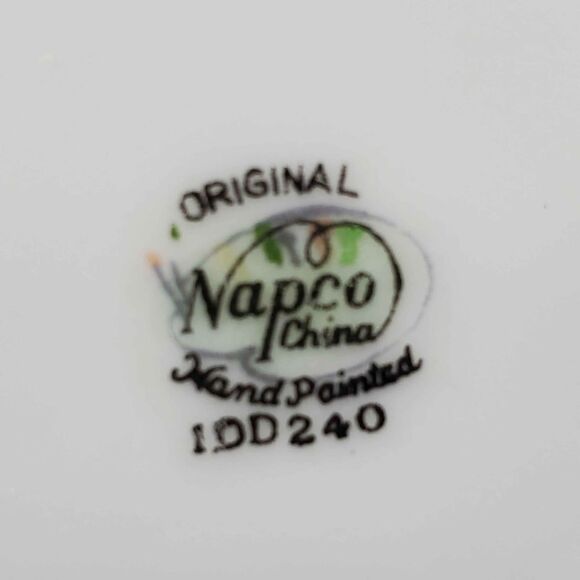 ORIGINAL
Napco
China
Hand Painted
1DD240